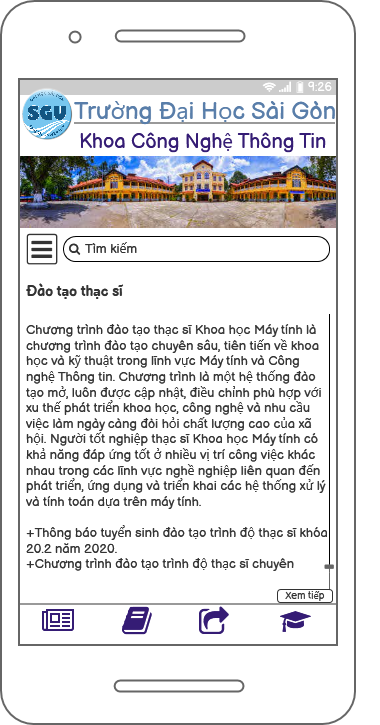 9:26
SGU
Trường Đại Học Sài Gòn
Khoa Công Nghệ Thông Tin
Tìm kiếm
Đào tạo thạc sĩ
Chương trình đào tạo thạc sĩ Khoa học Máy tính là
chương trình đào tạo chuyên sâu, tiên tiến về khoa
học và kỹ thuật trong lĩnh vực Máy tính và Công
nghệ Thông tin. Chương trình là một hệ thống đào
tạo mở, luôn được cập nhật, điều chỉnh phù hợp với
xu thế phát triển khoa học, công nghệ và nhu cầu
việc làm ngày càng đòi hỏi chất lượng cao của xã
hội. Người tốt nghiệp thạc sĩ Khoa học Máy tính có
khả năng đáp ứng tốt ở nhiều vị trí công việc khác
nhau trong các lĩnh vực nghề nghiệp liên quan đến
phát triển, ứng dụng và triển khai các hệ thống xử lý
và tính toán dựa trên máy tính.
+Thông báo tuyển sinh đào tạo trình độ thạc sĩ khóa
20.2 năm 2020.
+Chương trình đào tạo trình độ thạc sĩ chuyên
Xem tiếp